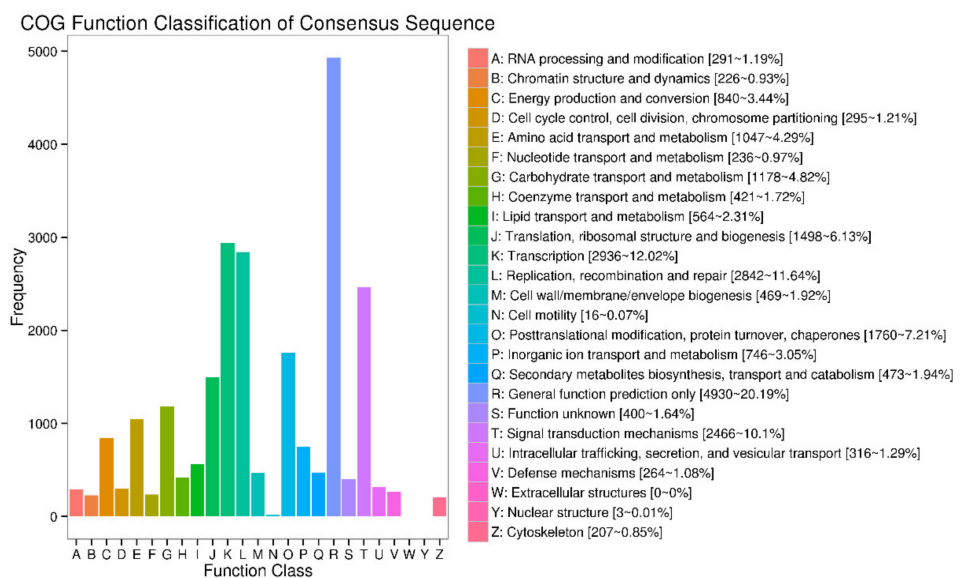 COG Function Classification of Consensus Sequence
5000
4000
3000
2000
1000
0
Frequency
A B C D E F G H I J K L M N O P Q R S T U V W Y Z
Function Class
A: RNA processing and modification [291~1.19%]
B: Chromatin structure and dynamics [226~0.93%]
C: Energy production and conversion [840~3.44%]
D: Cell cycle control, cell division, chromosome partitioning [295~1.21%]
E: Amino acid transport and metabolism [1047~4.29%]
F: Nucleotide transport and metabolism [236~0.97%]
G: Carbohydrate transport and metabolism [1178~4.82%]
H: Coenzyme transport and metabolism [421~1.72%]
I: Lipid transport and metabolism [564~2.31%]
J: Translation, ribosomal structure and biogenesis [1498~6.13%]
K: Transcription [2936~12.02%]
L: Replication, recombination and repair [2842~11.64%]
M: Cell wall/membrane/envelope biogenesis [469~1.92%]
N: Cell motility [16~0.07%]
O: Posttranslational modification, protein turnover, chaperones [1760~7.21%]
P: Inorganic ion transport and metabolism [746~3.05%]
Q: Secondary metabolites biosynthesis, transport and catabolism [473~1.94%]
R: General function prediction only [4930~20.19%]
S: Function unknown [400~1.64%]
T: Signal transduction mechanisms [2466~10.1%]
U: Intracellular trafficking, secretion, and vesicular transport [316~1.29%]
V: Defense mechanisms [264~1.08%]
W: Extracellular structures [0~0%]
Y: Nuclear structure [3~0.01%]
Z: Cytoskeleton [207~0.85%]